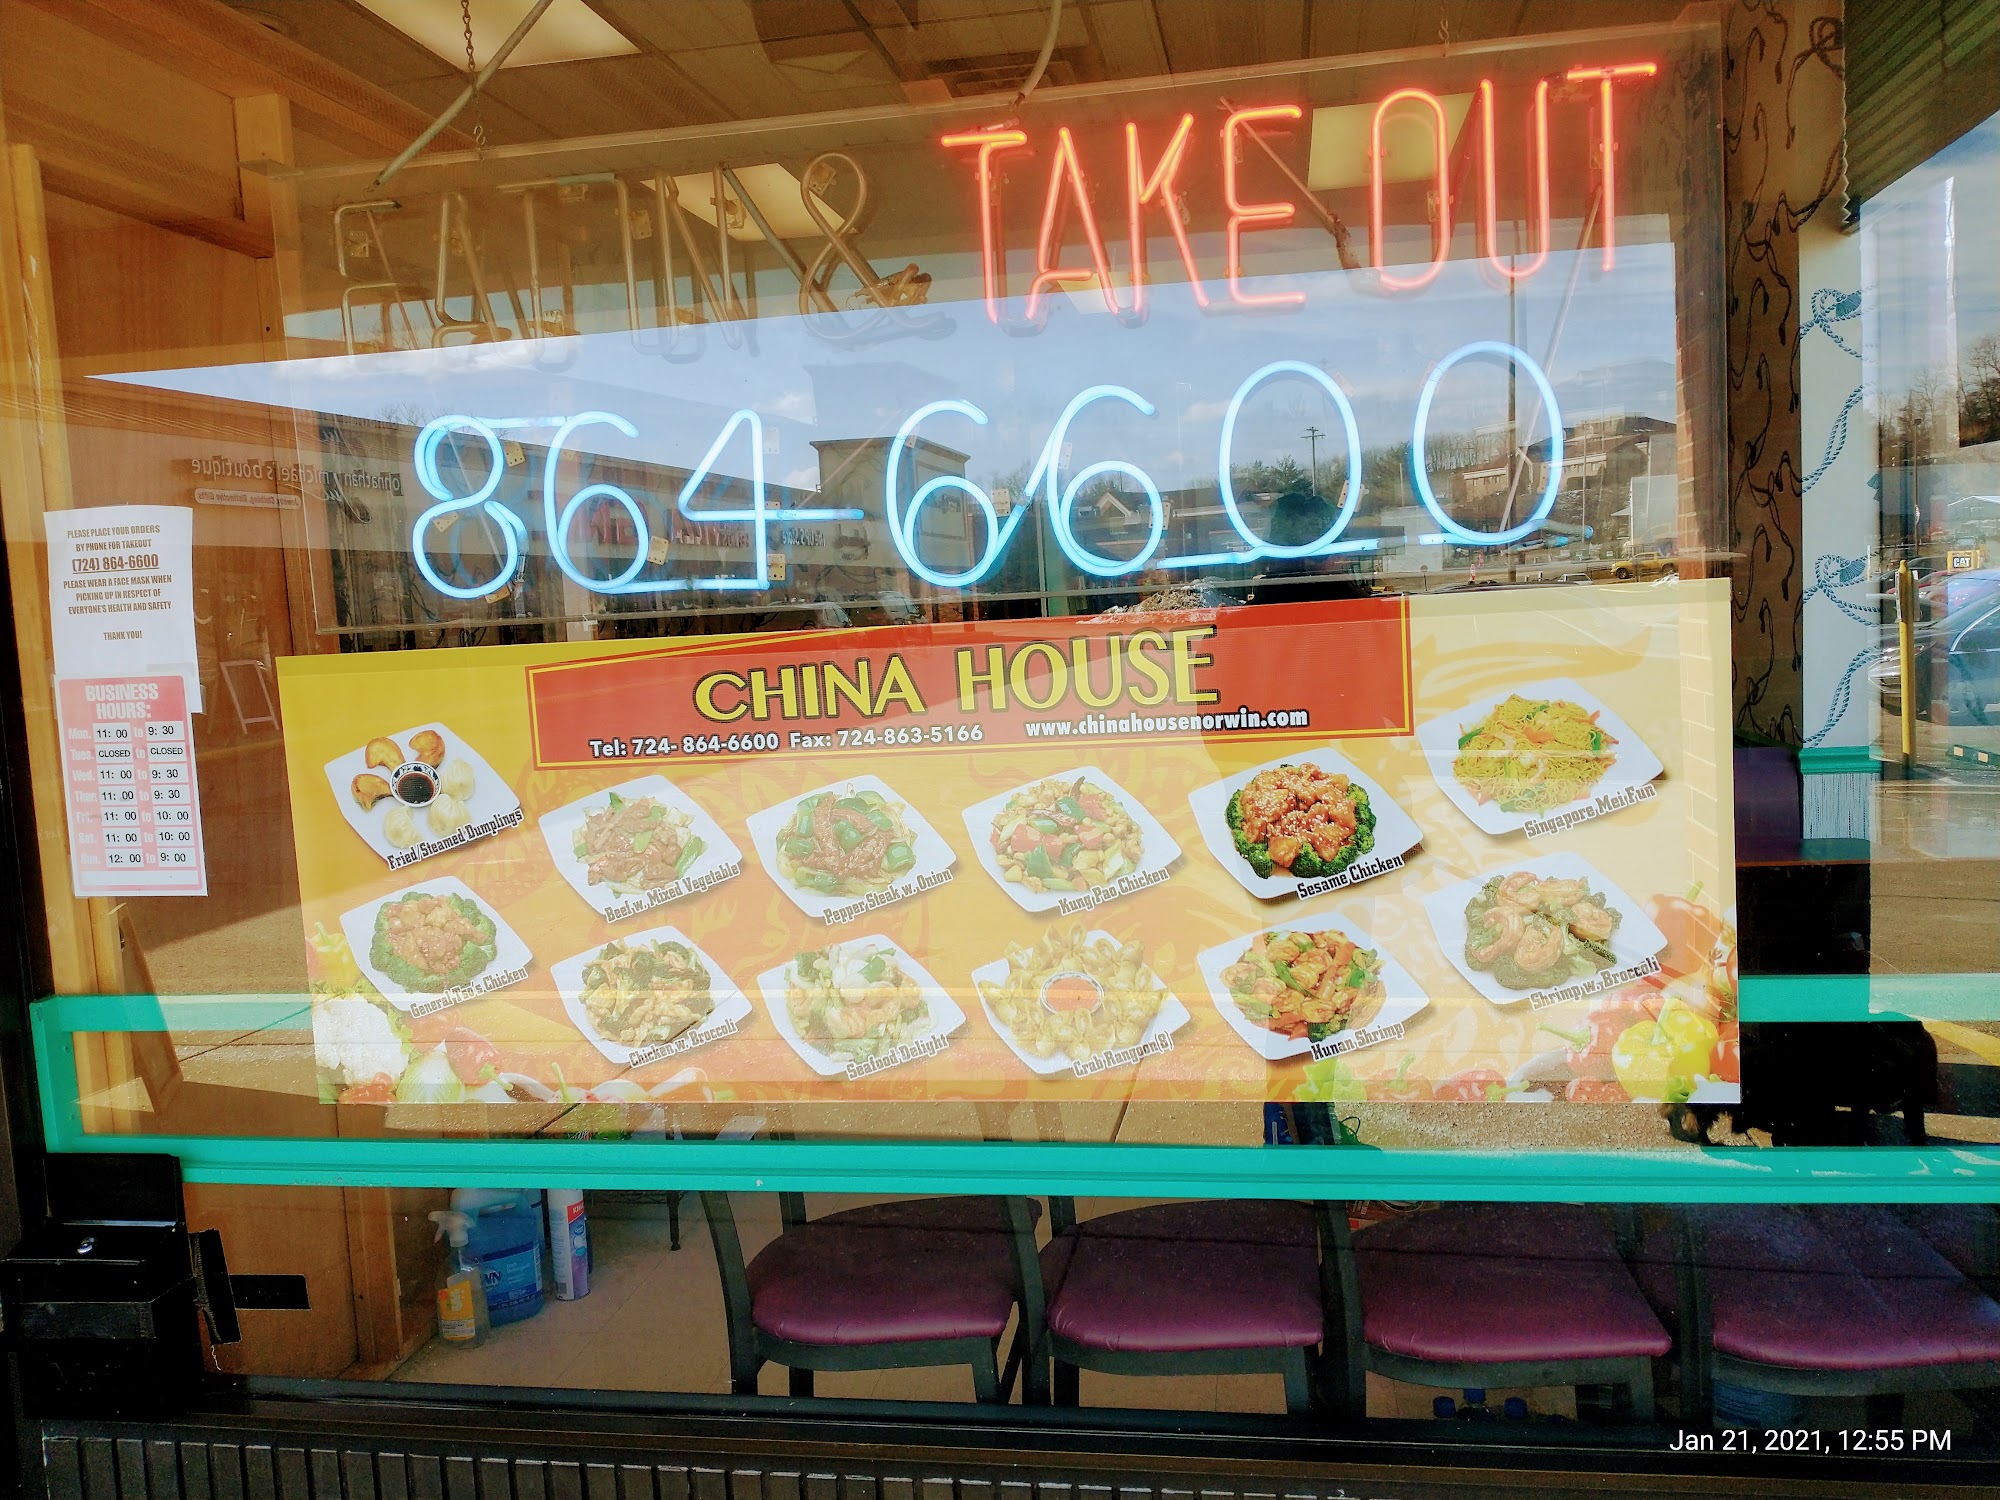 EAT IN & TAKE OUT
864-6600
johnathan michael's boutique
PLEASE PLACE YOUR ORDERS
BY PHONE FOR TAKEOUT
(724) 864-6600
PLEASE WEAR A FACE MASK WHEN
PICKING UP IN RESPECT OF
EVERYONE'S HEALTH AND SAFETY
THANK YOU!
BUSINESS
HOURS:
Mon. 11: 00 to 9: 30
Tues. CLOSED to CLOSED
Wed. 11: 00 to 9: 30
Thur. 11: 00 to 9: 30
Fri. 11: 00 to 10: 00
Sat. 11: 00 to 10: 00
Sun. 12: 00 to 9: 00
CHINA HOUSE
Tel: 724- 864-6600 Fax: 724-863-5166 www.chinahousenorwin.com
Fried/Steamed Dumplings
Beef w. Mixed Vegetable
Pepper Steak w. Onion
Kung Pao Chicken
Sesame Chicken
Singapore Mei Fun
General Tso's Chicken
Chicken w. Broccoli
Seafood Delight
Crab Rangoon(8)
Hunan Shrimp
Shrimp w. Broccoli
CAT
Jan 21, 2021, 12:55 PM